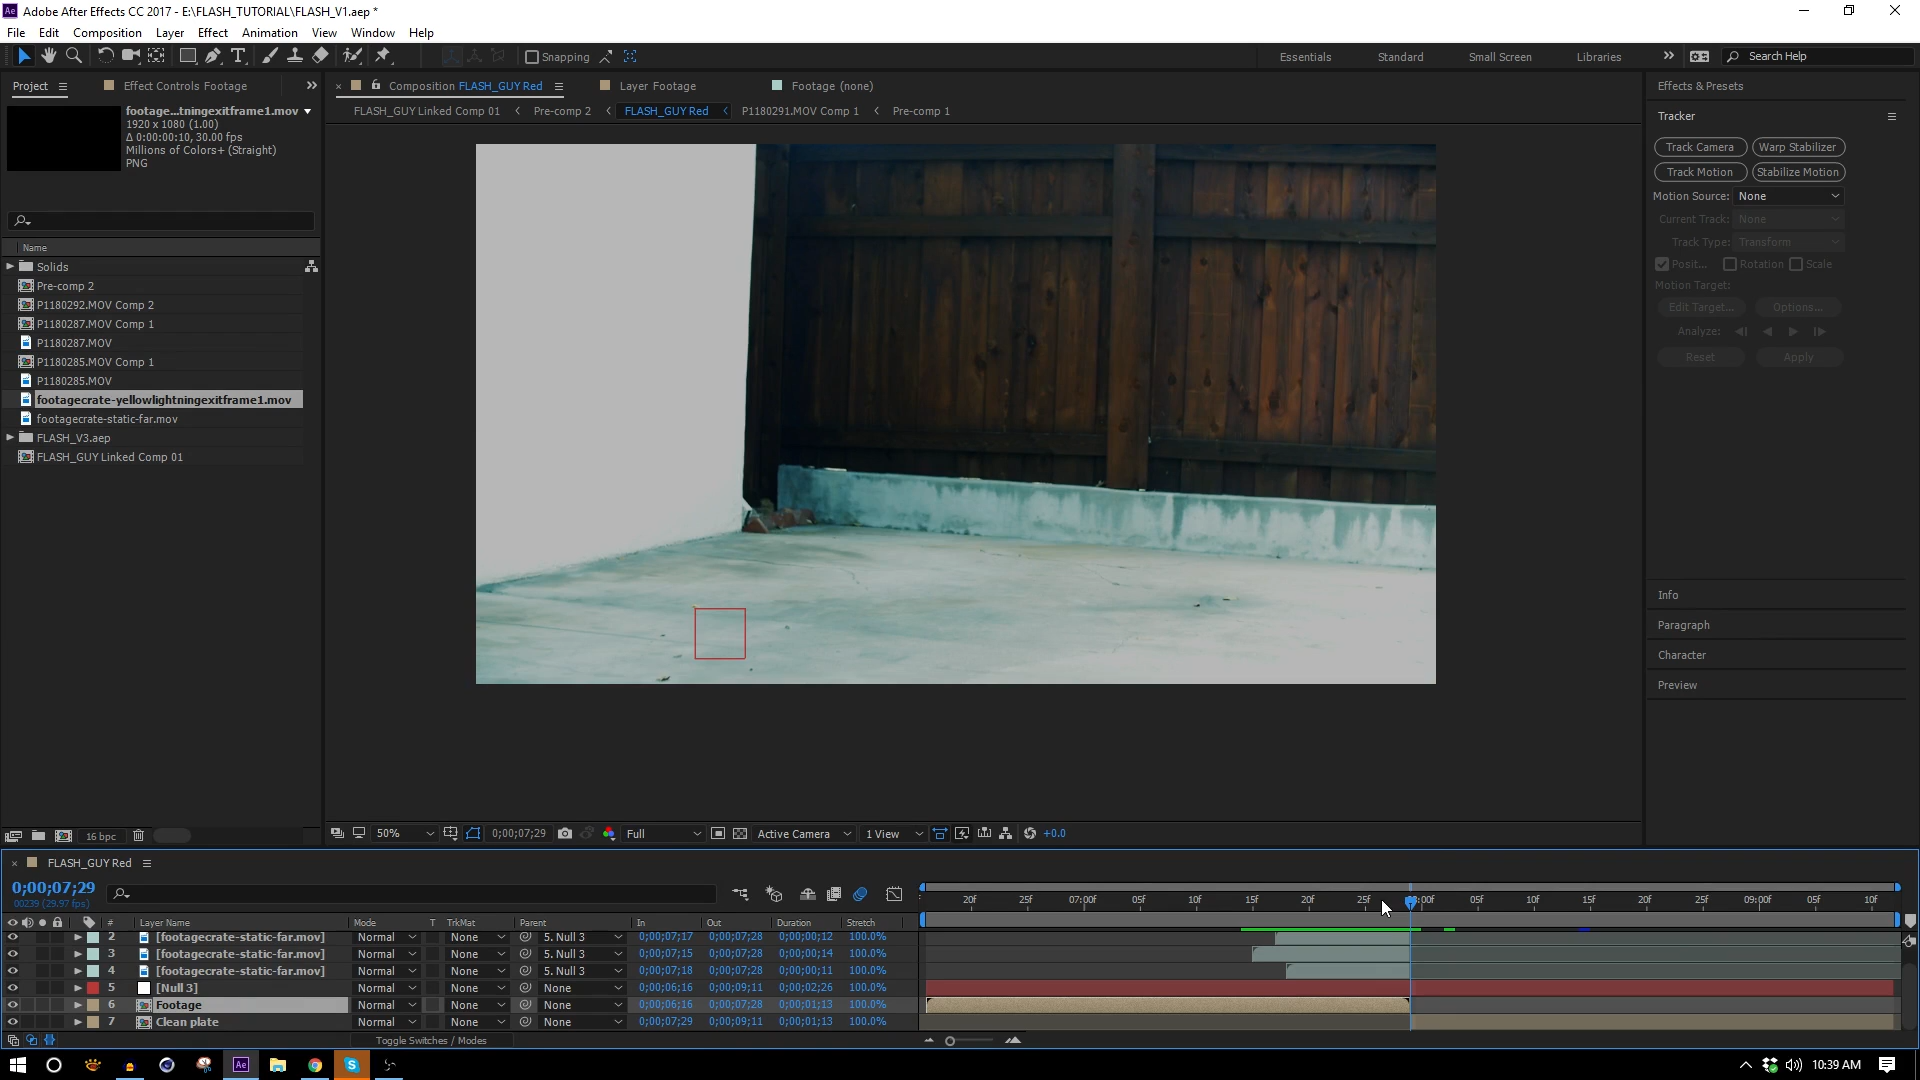 Ae Adobe After Effects CC 2017 - E:\FLASH_TUTORIAL\FLASH_V1.aep *
File Edit Composition Layer Effect Animation View Window Help
Snapping Essentials Standard Small Screen Libraries Search Help
Project Effect Controls Footage Composition FLASH_GUY Red Layer Footage Footage (none) Effects & Presets
FLASH_GUY Linked Comp 01 Pre-comp 2 FLASH_GUY Red P1180291.MOV Comp 1 Pre-comp 1
footage...tningexitframe1.mov
1920 x 1080 (1.00)
Δ 0:00:00:10, 30.00 fps
Millions of Colors+ (Straight)
PNG
Name
Solids
Pre-comp 2
P1180292.MOV Comp 2
P1180287.MOV Comp 1
P1180287.MOV
P1180285.MOV Comp 1
P1180285.MOV
footagecrate-yellowlightningexitframe1.mov
footagecrate-static-far.mov
FLASH_V3.aep
FLASH_GUY Linked Comp 01
16 bpc
Tracker
Track Camera Warp Stabilizer
Track Motion Stabilize Motion
Motion Source: None
Current Track: None
Track Type: Transform
Posit... Rotation Scale
Motion Target:
Edit Target... Options...
Analyze:
Reset Apply
Info
Paragraph
Character
Preview
50% 0;00;07;29 Full Active Camera 1 View +0.0
FLASH_GUY Red
0;00;07;29
00239 (29.97 fps)
20f 25f 07:00f 05f 10f 15f 20f 25f :00f 05f 10f 15f 20f 25f 09:00f 05f 10f
# Layer Name Mode T TrkMat Parent In Out Duration Stretch
2 [footagecrate-static-far.mov] Normal None 5. Null 3 0;00;07;17 0;00;07;28 0;00;00;12 100.0%
3 [footagecrate-static-far.mov] Normal None 5. Null 3 0;00;07;15 0;00;07;28 0;00;00;14 100.0%
4 [footagecrate-static-far.mov] Normal None 5. Null 3 0;00;07;18 0;00;07;28 0;00;00;11 100.0%
5 [Null 3] Normal None None 0;00;06;16 0;00;09;11 0;00;02;26 100.0%
6 Footage Normal None None 0;00;06;16 0;00;07;28 0;00;01;13 100.0%
7 Clean plate Normal None None 0;00;07;29 0;00;09;11 0;00;01;13 100.0%
Toggle Switches / Modes
Ae 10:39 AM